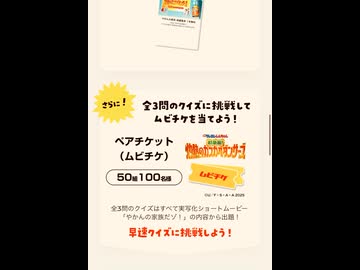 さらに！
全3問のクイズに挑戦して
ムビチケを当てよう！
ペアチケット
（ムビチケ）
50組100名様
ムビチケ
全3問のクイズはすべて実写化ショートムービー
「やかんの家族だゾ！」の内容から出題！
早速クイズに挑戦しよう！